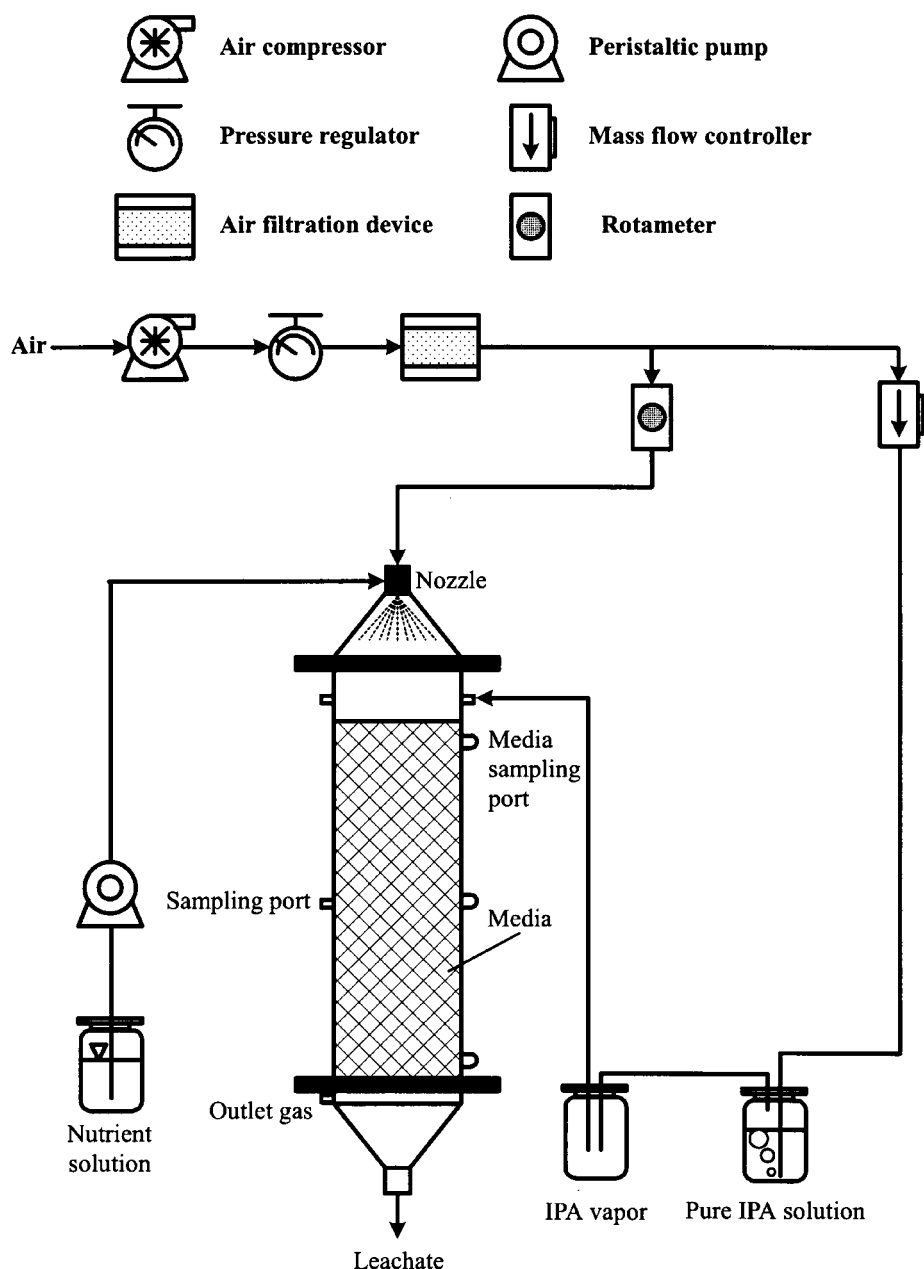 Air compressor
Peristaltic pump
Pressure regulator
Mass flow controller
Air filtration device
Rotameter
Air
Nozzle
Media
sampling
port
Sampling port
Media
Outlet gas
Nutrient
solution
IPA vapor
Pure IPA solution
Leachate